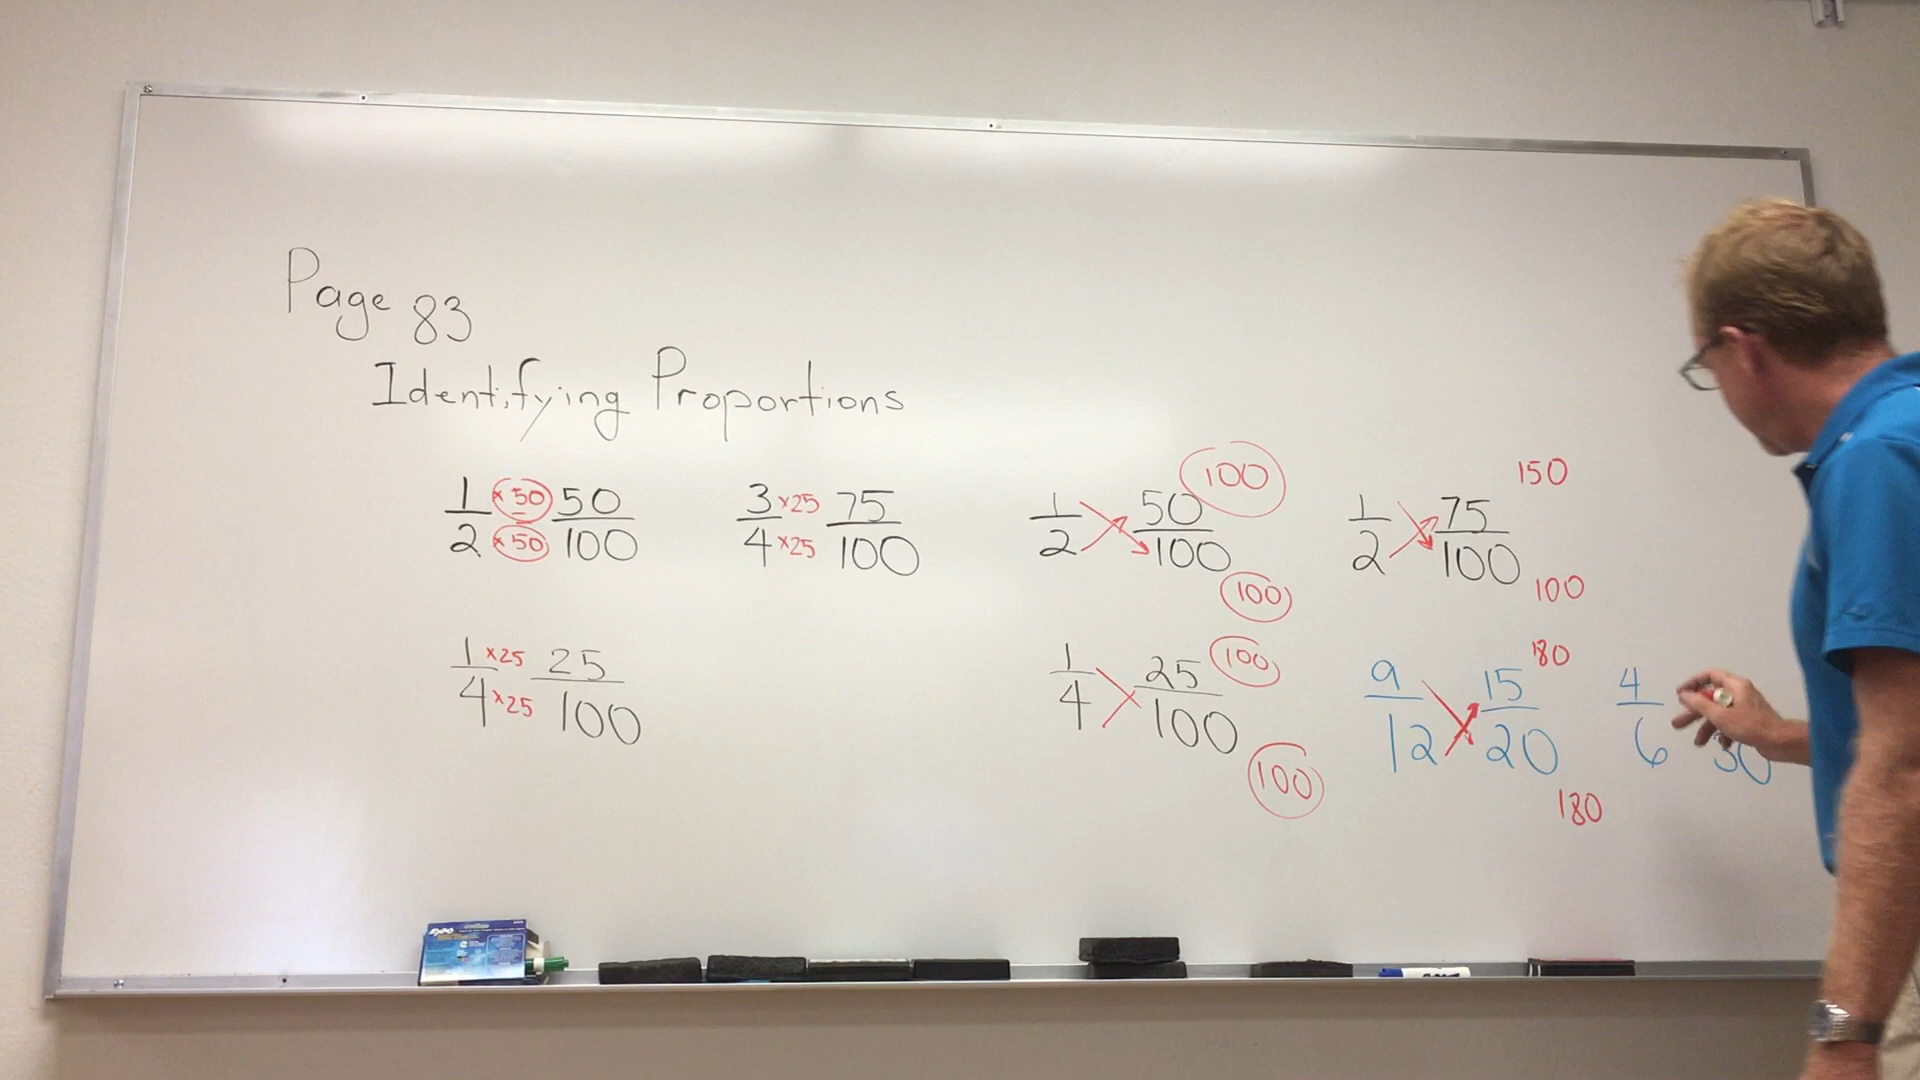 Page 83
Identifying Proportions
1 × 50 50
2 × 50 100
3 ×25 75
4 ×25 100
100
1 50
2 100
100
150
1 75
2 100
100
1 ×25 25
4 ×25 100
100
1 25
4 100
100
180
9 15
12 20
180
4
6 30
EXPO